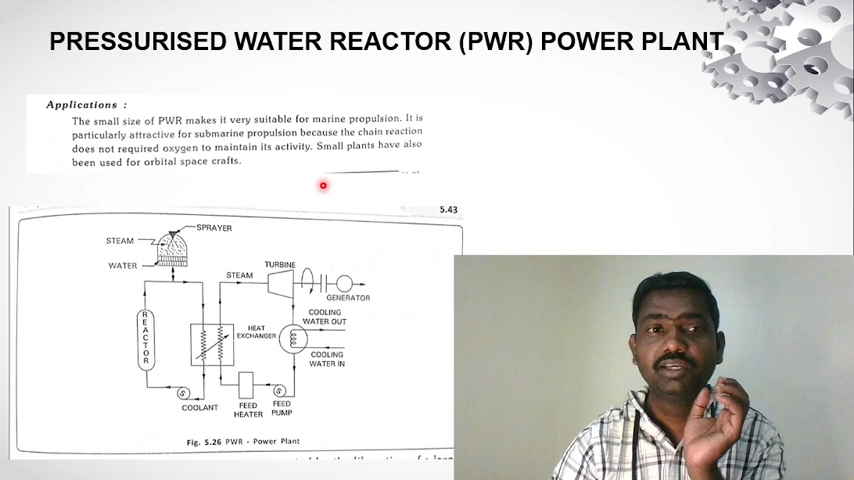 PRESSURISED WATER REACTOR (PWR) POWER PLANT
Applications :
The small size of PWR makes it very suitable for marine propulsion. It is
particularly attractive for submarine propulsion because the chain reaction
does not required oxygen to maintain its activity. Small plants have also
been used for orbital space crafts.
5.43
SPRAYER
STEAM
WATER
TURBINE
STEAM
GENERATOR
COOLING
WATER OUT
REACTOR
HEAT
EXCHANGER
COOLING
WATER IN
S
S
COOLANT
FEED
HEATER
FEED
PUMP
Fig. 5.26 PWR - Power Plant